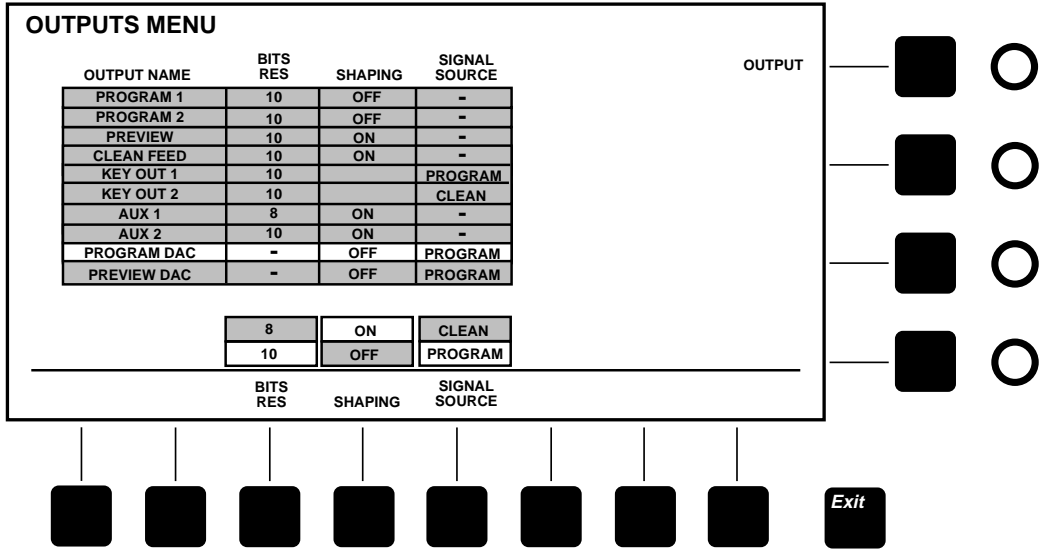 OUTPUTS MENU
OUTPUT NAME BITS RES SHAPING SIGNAL SOURCE OUTPUT
PROGRAM 1 10 OFF -
PROGRAM 2 10 OFF -
PREVIEW 10 ON -
CLEAN FEED 10 ON -
KEY OUT 1 10 PROGRAM
KEY OUT 2 10 CLEAN
AUX 1 8 ON -
AUX 2 10 ON -
PROGRAM DAC - OFF PROGRAM
PREVIEW DAC - OFF PROGRAM
8 ON CLEAN
10 OFF PROGRAM
BITS RES SHAPING SIGNAL SOURCE
Exit